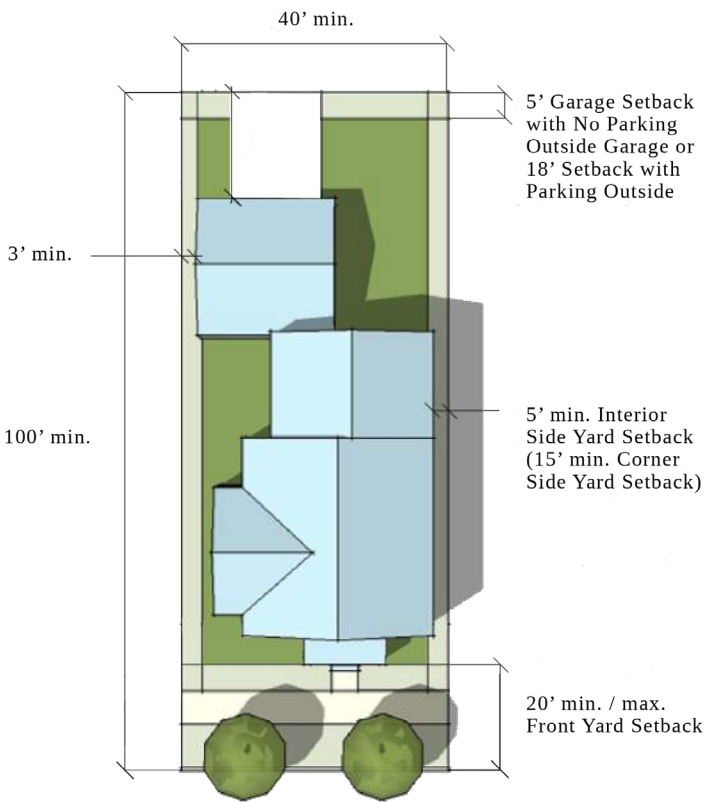 40’ min.
5’ Garage Setback
with No Parking
Outside Garage or
18’ Setback with
Parking Outside
3’ min.
5’ min. Interior
Side Yard Setback
(15’ min. Corner
Side Yard Setback)
100’ min.
20’ min. / max.
Front Yard Setback